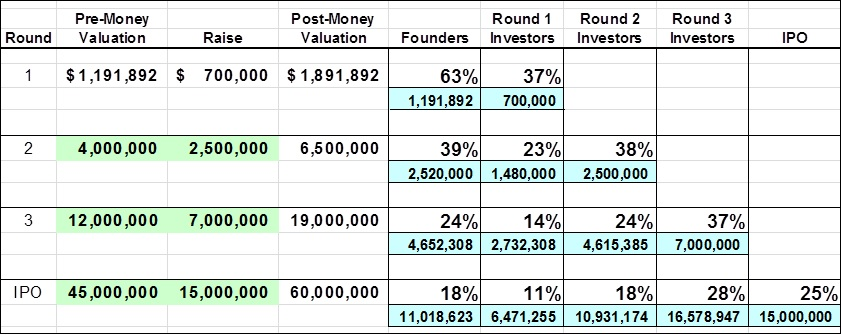 Pre-Money Post-Money Round 1 Round 2 Round 3
Round Valuation Raise Valuation Founders Investors Investors Investors IPO
1 $1,191,892 $ 700,000 $1,891,892 63% 37%
1,191,892 700,000
2 4,000,000 2,500,000 6,500,000 39% 23% 38%
2,520,000 1,480,000 2,500,000
3 12,000,000 7,000,000 19,000,000 24% 14% 24% 37%
4,652,308 2,732,308 4,615,385 7,000,000
IPO 45,000,000 15,000,000 60,000,000 18% 11% 18% 28% 25%
11,018,623 6,471,255 10,931,174 16,578,947 15,000,000